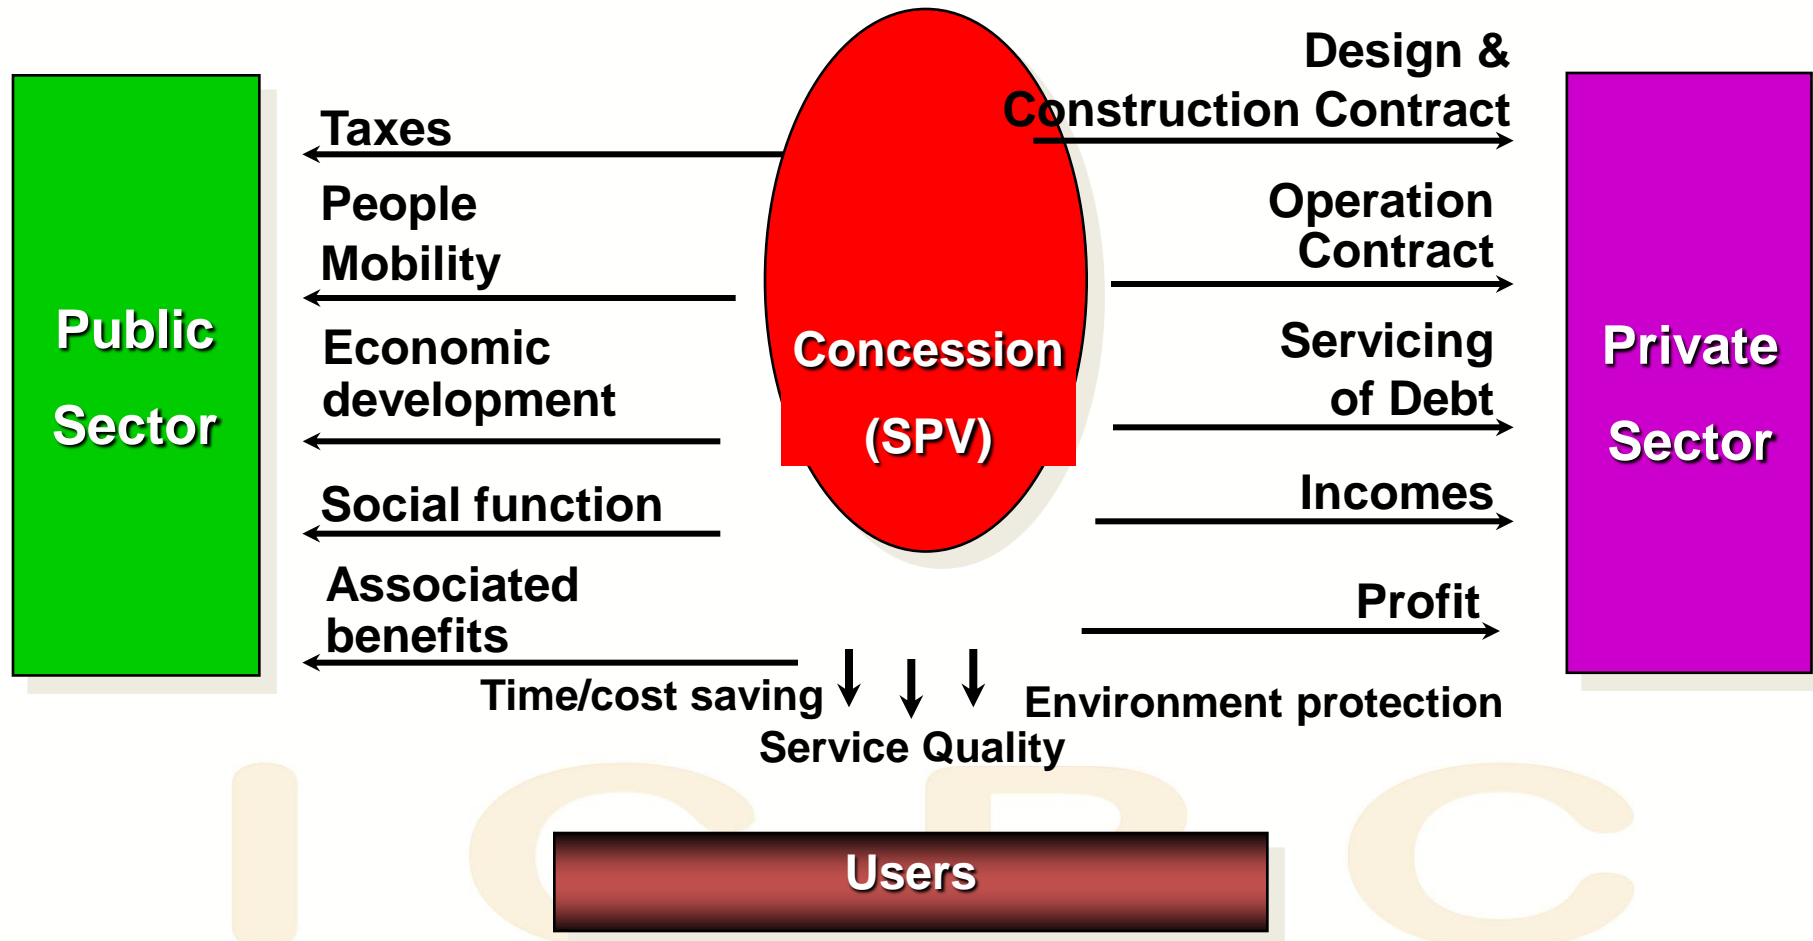 Public
Sector
Taxes
People
Mobility
Economic
development
Social function
Associated
benefits
Concession
(SPV)
Design &
Construction Contract
Operation
Contract
Servicing
of Debt
Incomes
Profit
Private
Sector
Time/cost saving
Service Quality
Environment protection
Users